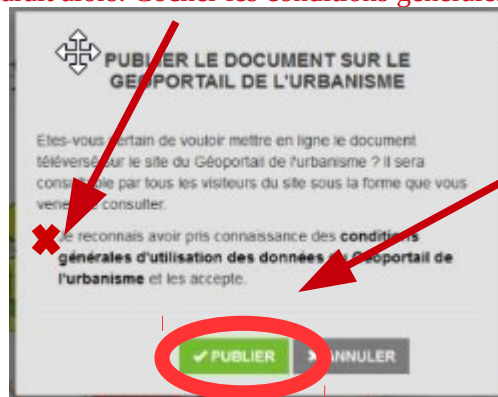 PUBLIER LE DOCUMENT SUR LE
GEOPORTAIL DE L'URBANISME
Etes-vous certain de vouloir mettre en ligne le document
téléversé sur le site du Géoportail de l'urbanisme ? Il sera
consultable par tous les visiteurs du site sous la forme que vous
venez de consulter.
Je reconnais avoir pris connaissance des conditions
générales d'utilisation des données du Géoportail de
l'urbanisme et les accepte.
PUBLIER
ANNULER